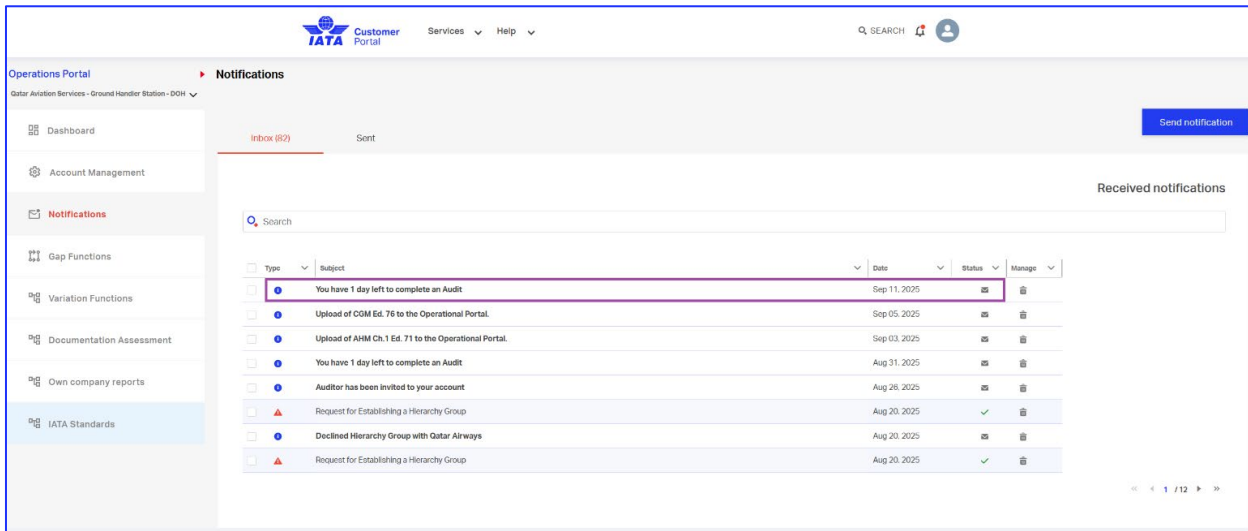 IATA Customer Portal
Services Help
SEARCH
Operations Portal
Qatar Aviation Services - Ground Handler Station - DOH
Notifications
Send notification
Dashboard
Account Management
Notifications
Gap Functions
Variation Functions
Documentation Assessment
Own company reports
IATA Standards
Inbox (82) Sent
Received notifications
Search
Type Subject Date Status Manage
You have 1 day left to complete an Audit Sep 11, 2025
Upload of CGM Ed. 76 to the Operational Portal. Sep 05, 2025
Upload of AHM Ch.1 Ed. 71 to the Operational Portal. Sep 03, 2025
You have 1 day left to complete an Audit Aug 31, 2025
Auditor has been invited to your account Aug 26, 2025
Request for Establishing a Hierarchy Group Aug 20, 2025
Declined Hierarchy Group with Qatar Airways Aug 20, 2025
Request for Establishing a Hierarchy Group Aug 20, 2025
1 / 12